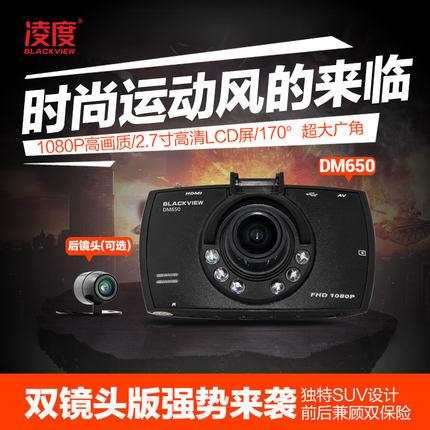 凌度®
BLACKVIEW
时尚运动风的来临
1080P高画质/2.7寸高清LCD屏/170°超大广角
DM650
HDMI
AV
BLACKVIEW
DM650
后镜头(可选)
FHD 1080P
R
双镜头版强势来袭
独特SUV设计
前后兼顾双保险